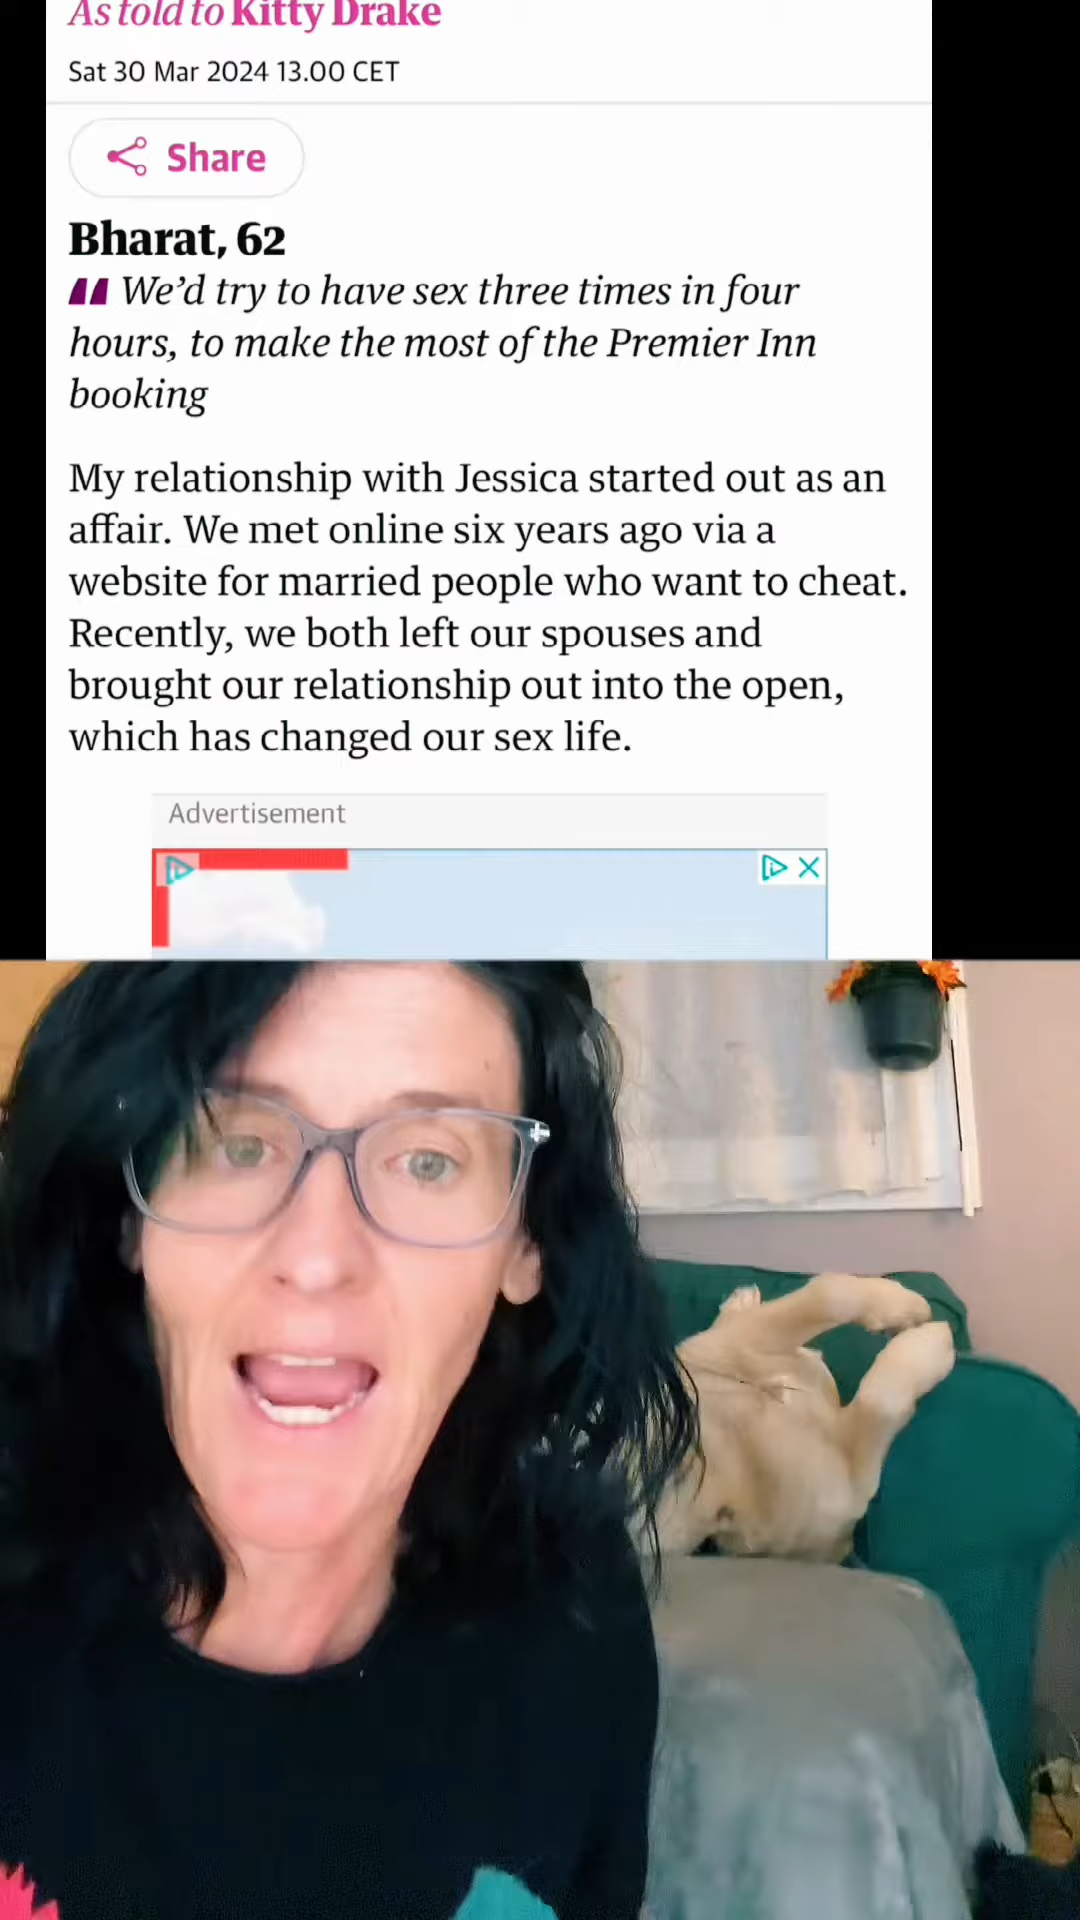 As told to Kitty Drake
Sat 30 Mar 2024 13.00 CET
Share
Bharat, 62
"We'd try to have sex three times in four
hours, to make the most of the Premier Inn
booking
My relationship with Jessica started out as an
affair. We met online six years ago via a
website for married people who want to cheat.
Recently, we both left our spouses and
brought our relationship out into the open,
which has changed our sex life.
Advertisement